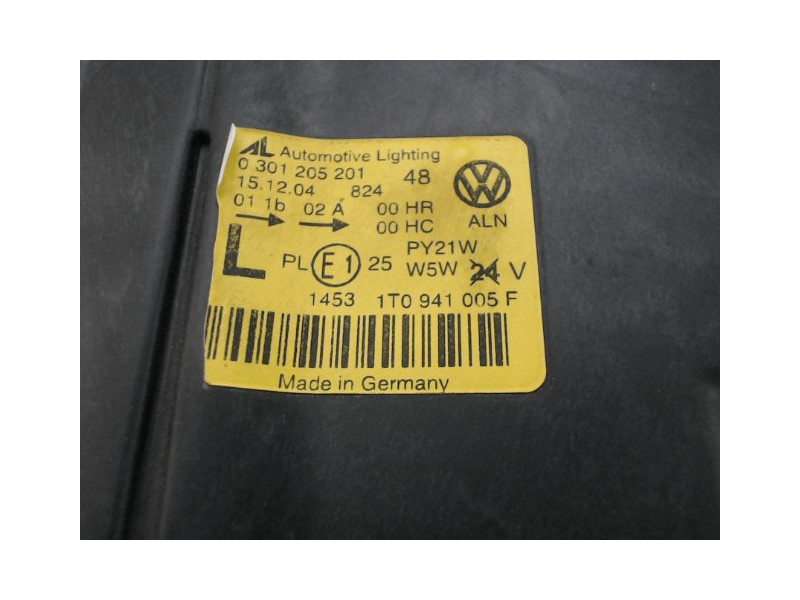 AL Automotive Lighting
0 301 205 201 48
15.12.04 824
01 1b 02 A 00 HR
00 HC
ALN
L PL E1 25 PY21W
W5W 24 V
1453 1T0 941 005 F
Made in Germany